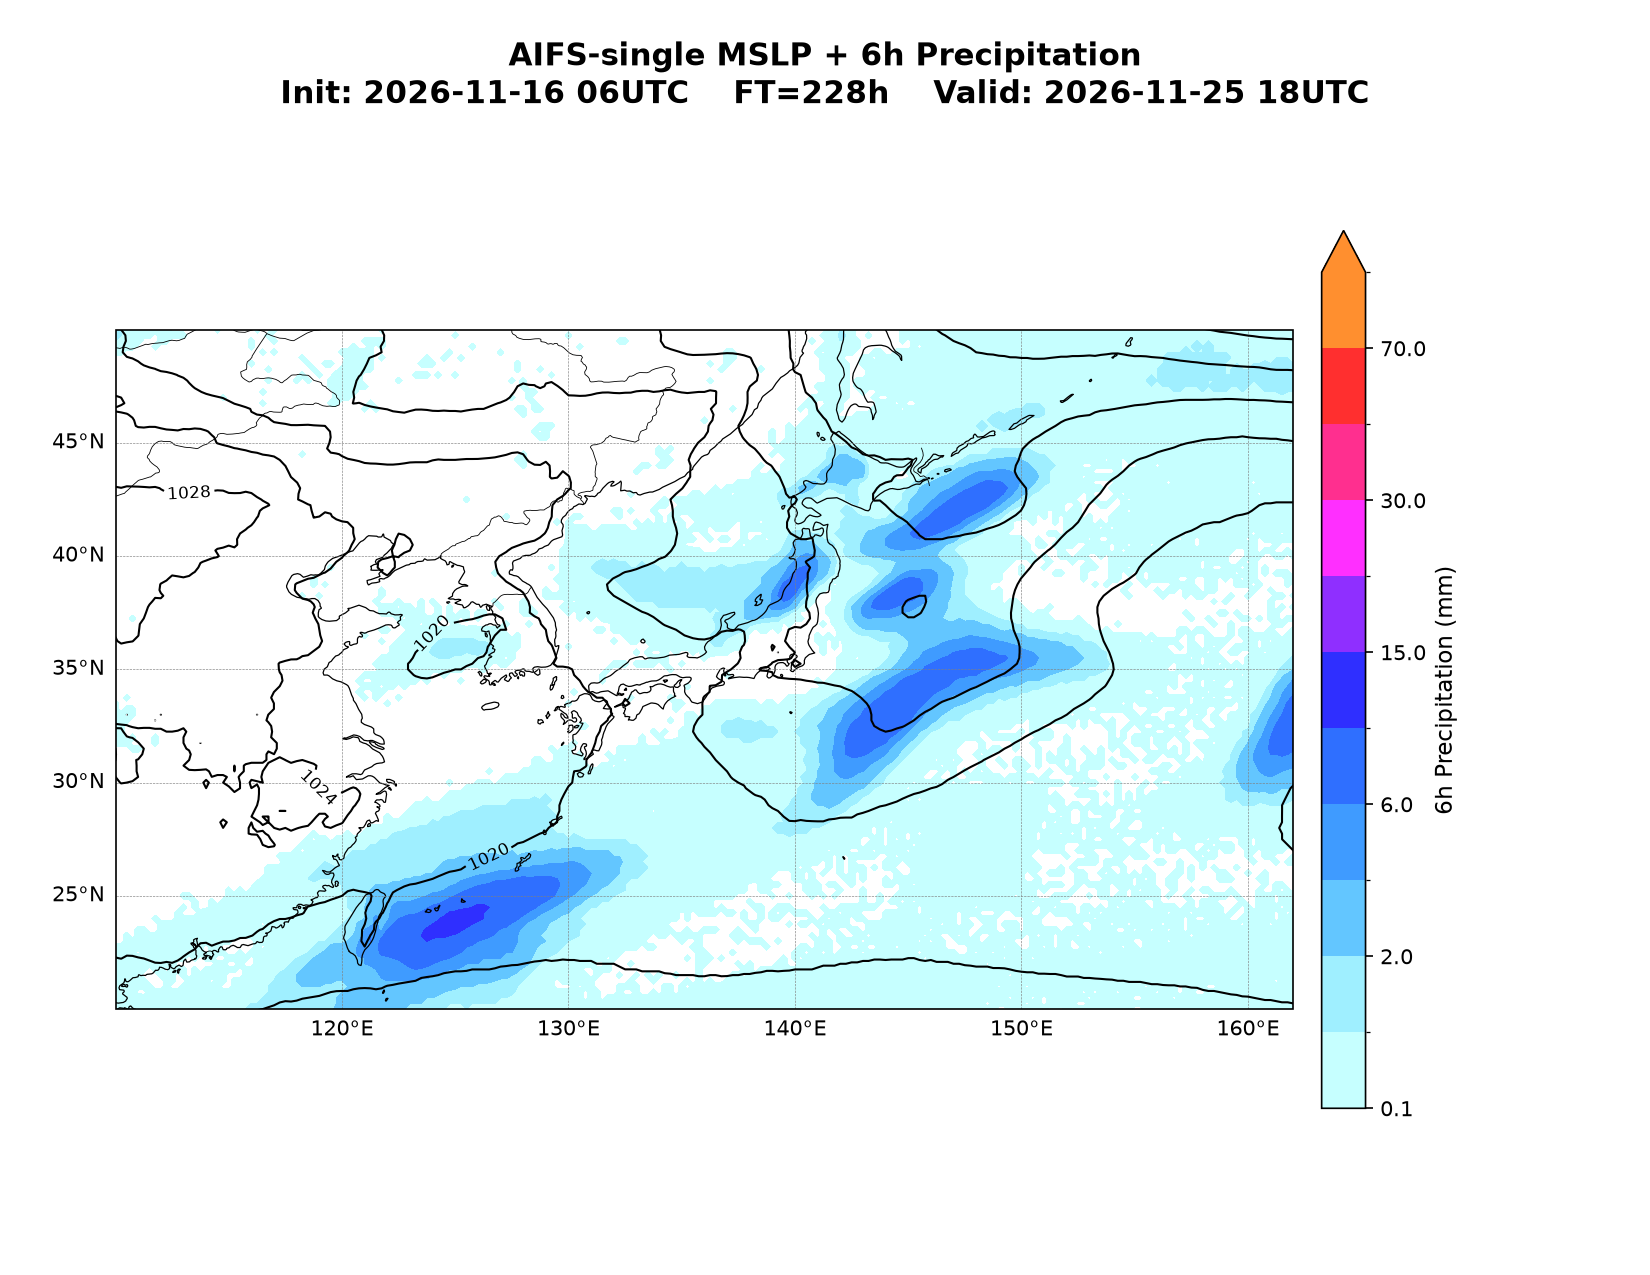 AIFS-single MSLP + 6h Precipitation
Init: 2026-11-16 06UTC    FT=228h    Valid: 2026-11-25 18UTC
45°N
40°N
35°N
30°N
25°N
120°E
130°E
140°E
150°E
160°E
1028
1020
1024
1020
70.0
30.0
15.0
6.0
2.0
0.1
6h Precipitation (mm)